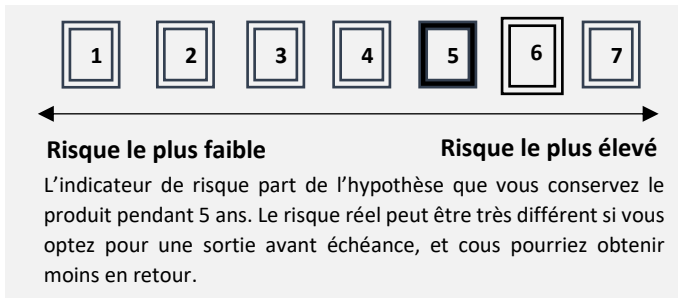 1 2 3 4 5 6 7
Risque le plus faible Risque le plus élevé
L'indicateur de risque part de l'hypothèse que vous conservez le
produit pendant 5 ans. Le risque réel peut être très différent si vous
optez pour une sortie avant échéance, et cous pourriez obtenir
moins en retour.